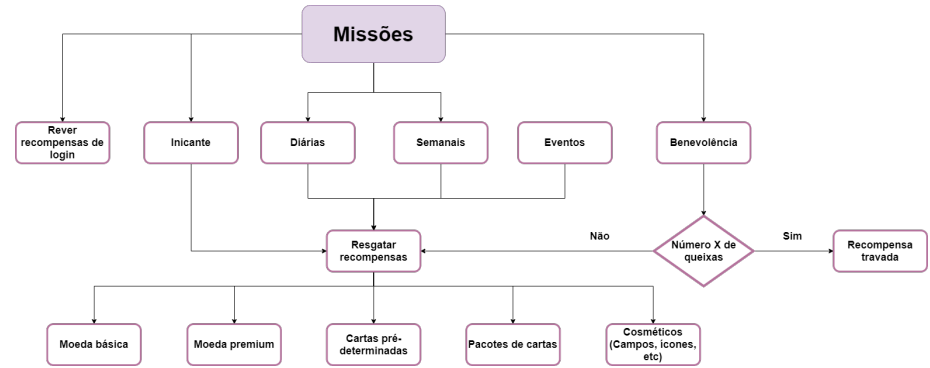 Missões
Rever
recompensas de
login
Inicante
Diárias
Semanais
Eventos
Benevolência
Resgatar
recompensas
Não
Número X de
queixas
Sim
Recompensa
travada
Moeda básica
Moeda premium
Cartas pré-
determinadas
Pacotes de cartas
Cosméticos
(Campos, icones,
etc)